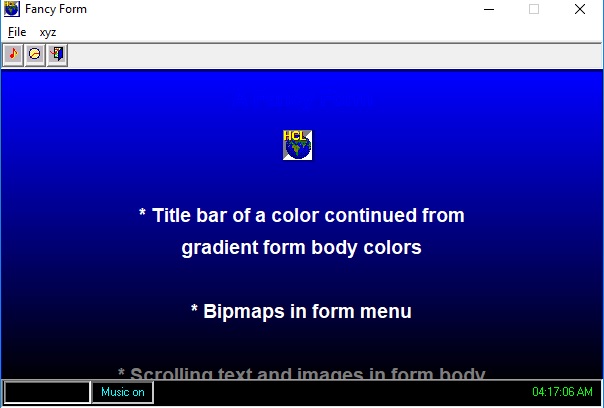 Fancy Form
File xyz
HCL
* Title bar of a color continued from
gradient form body colors
* Bipmaps in form menu
* Scrolling text and images in form body
Music on
04:17:06 AM